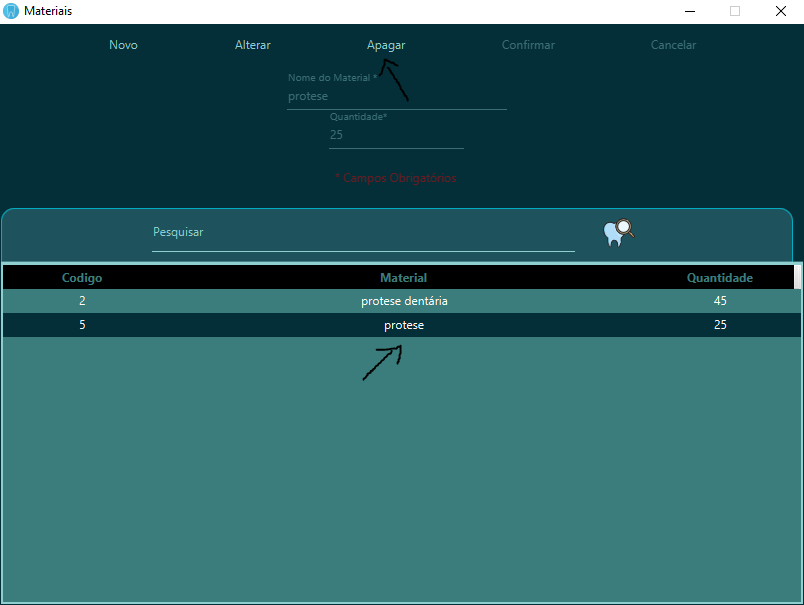 Materiais
Novo Alterar Apagar Confirmar Cancelar
Nome do Material *
protese
Quantidade*
25
* Campos Obrigatórios
Pesquisar
Codigo Material Quantidade
2 protese dentária 45
5 protese 25